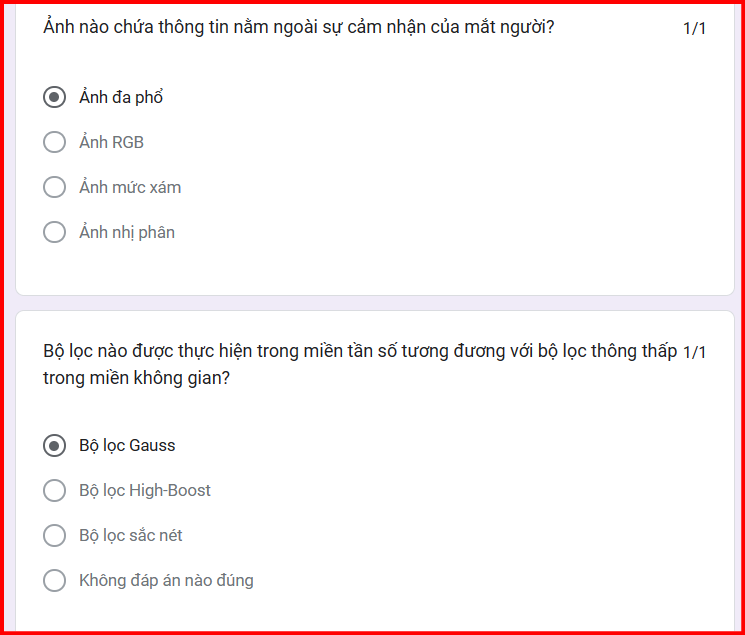 Ảnh nào chứa thông tin nằm ngoài sự cảm nhận của mắt người? 1/1
Ảnh đa phổ
Ảnh RGB
Ảnh mức xám
Ảnh nhị phân
Bộ lọc nào được thực hiện trong miền tần số tương đương với bộ lọc thông thấp 1/1
trong miền không gian?
Bộ lọc Gauss
Bộ lọc High-Boost
Bộ lọc sắc nét
Không đáp án nào đúng